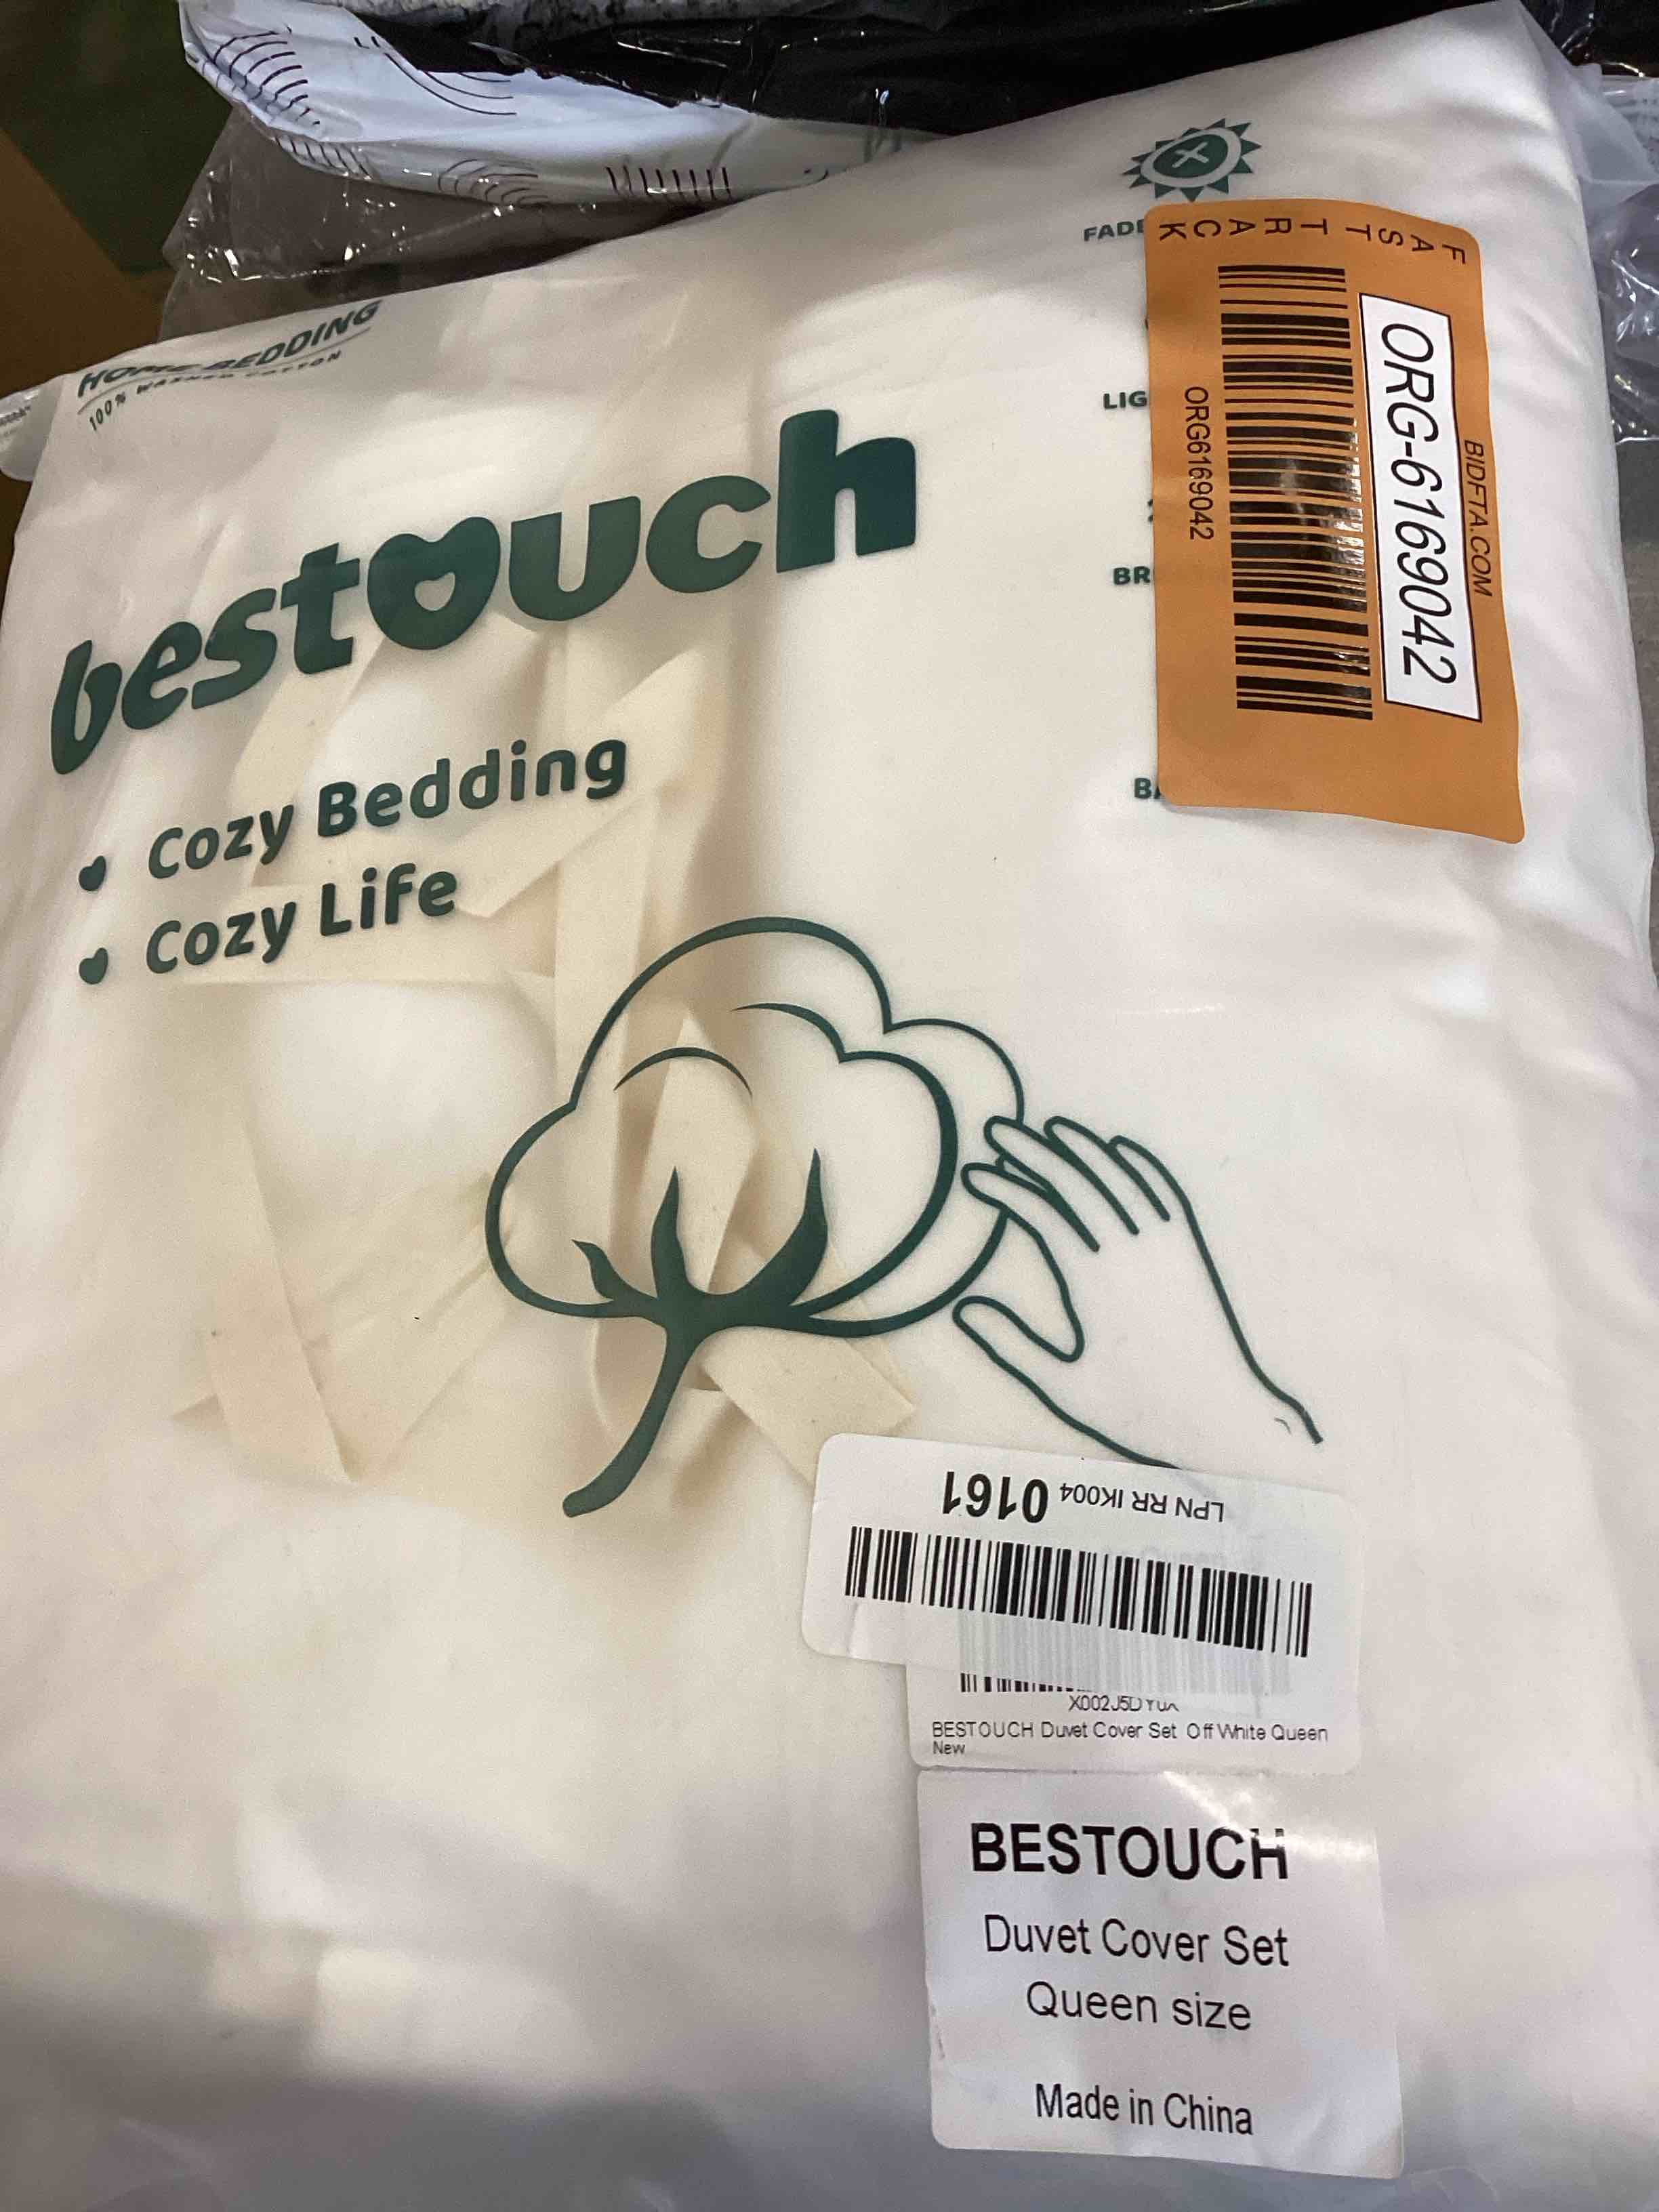 HOME BEDDING
100% WASHED COTTON
bestouch
Cozy Bedding
Cozy Life
FADE
LIG
BR
FAST TRACK
ORG6169042
ORG-6169042
BIDFTA.COM
LPN RR IK004 0161
BESTOUCH Duvet Cover Set Off White Queen
New
BESTOUCH
Duvet Cover Set
Queen size
Made in China